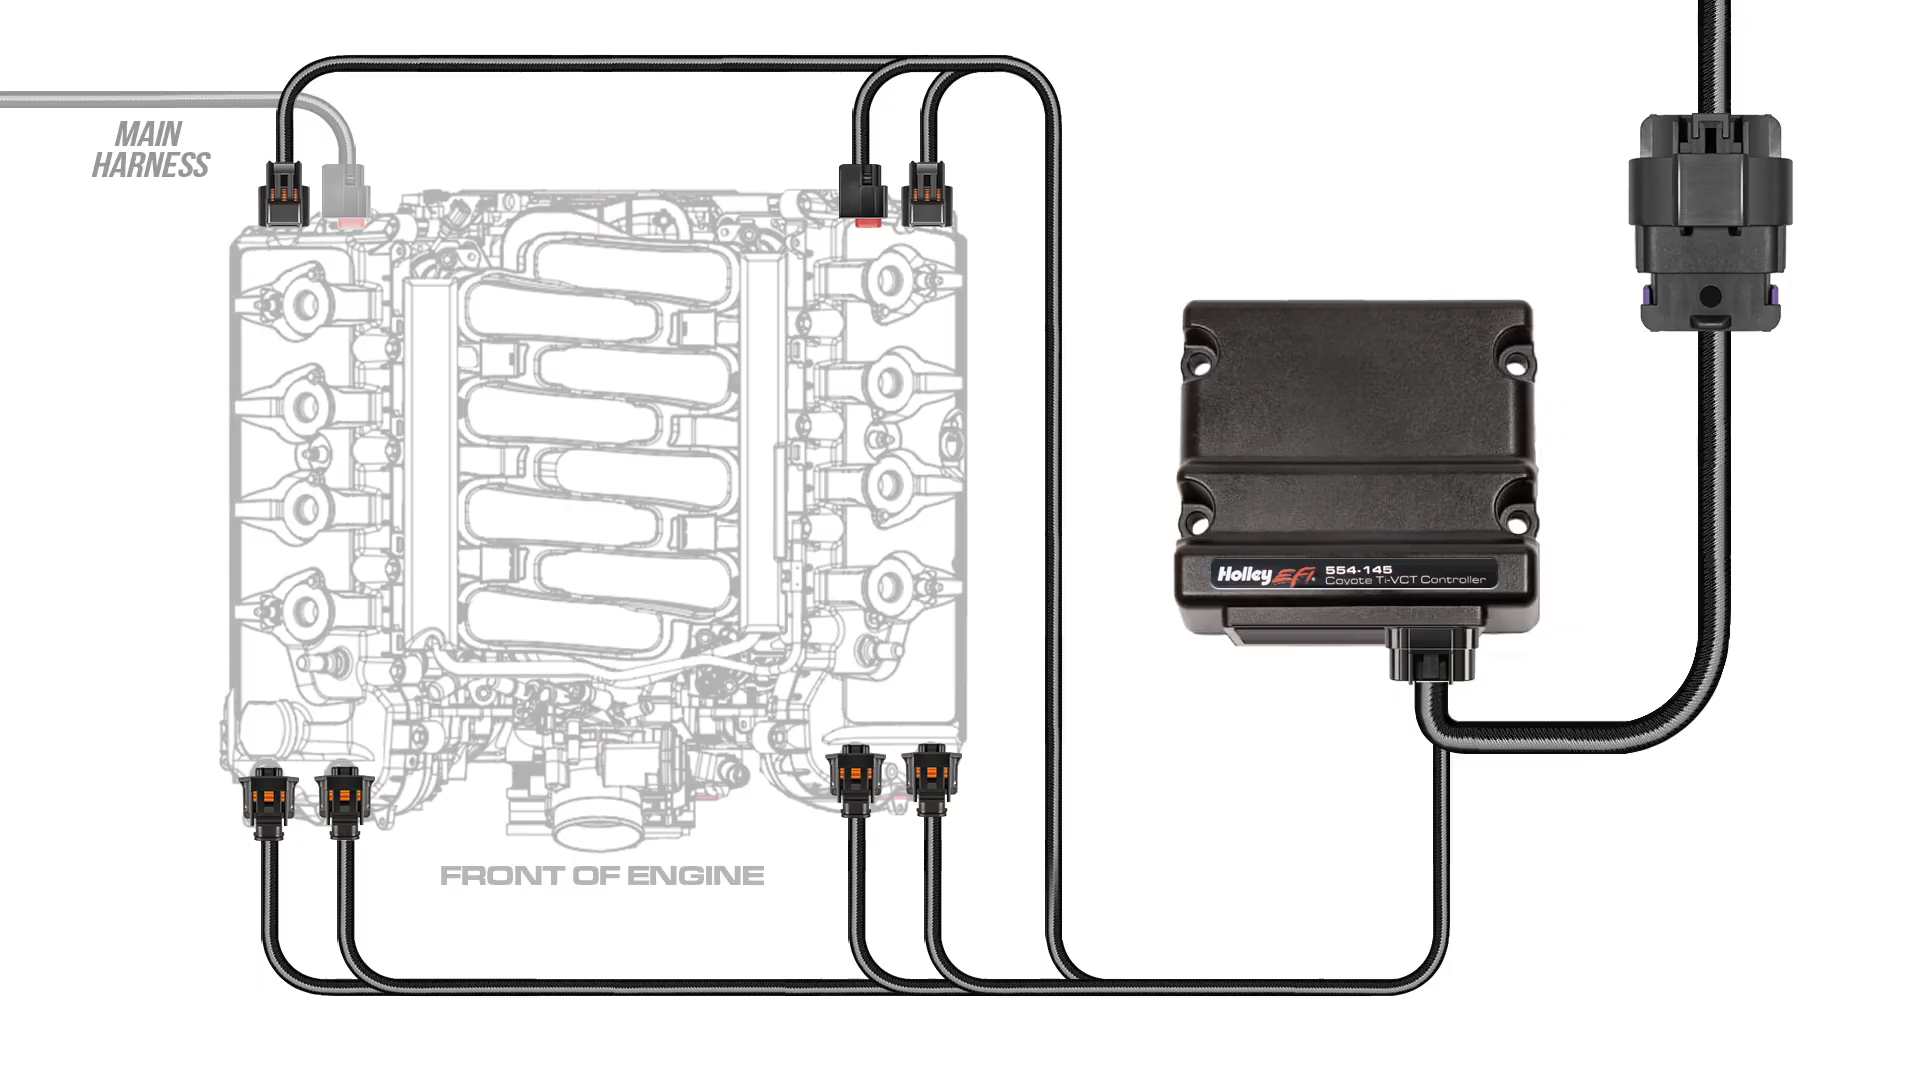 MAIN
HARNESS
Holley EFI. 554-145
Coyote Ti-VCT Controller
FRONT OF ENGINE